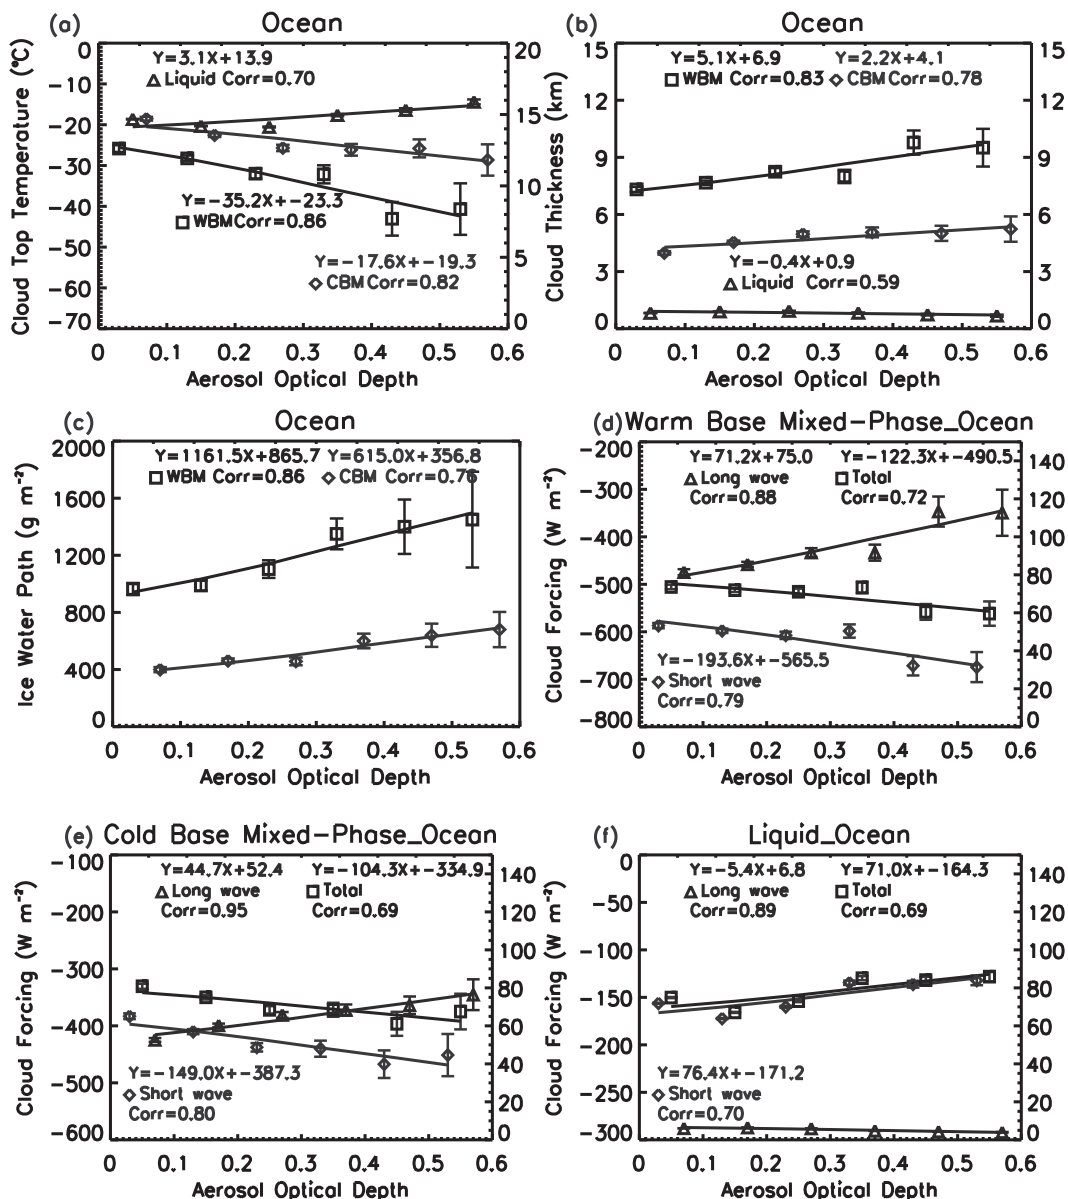 (a) Ocean
Y=3.1X+13.9
Liquid Corr=0.70
Y=-35.2X+-23.3
WBM Corr=0.86
Y=-17.6X+-19.3
CBM Corr=0.82
Cloud Top Temperature (°C)
0
-10
-20
-30
-40
-50
-60
-70
20
15
10
5
0
0 0.1 0.2 0.3 0.4 0.5 0.6
Aerosol Optical Depth
(b) Ocean
Y=5.1X+6.9 Y=2.2X+4.1
WBM Corr=0.83 CBM Corr=0.78
Y=-0.4X+0.9
Liquid Corr=0.59
Cloud Thickness (km)
15
12
9
6
3
0
15
12
9
6
3
0
0 0.1 0.2 0.3 0.4 0.5 0.6
Aerosol Optical Depth
(c) Ocean
Y=1161.5X+865.7 Y=615.0X+356.8
WBM Corr=0.86 CBM Corr=0.76
Ice Water Path (g m⁻²)
2000
1600
1200
800
400
0
0 0.1 0.2 0.3 0.4 0.5 0.6
Aerosol Optical Depth
(d) Warm Base Mixed-Phase_Ocean
Y=71.2X+75.0 Y=-122.3X+-490.5
Long wave Total
Corr=0.88 Corr=0.72
Y=-193.6X+-565.5
Short wave
Corr=0.79
Cloud Forcing (W m⁻²)
-200
-300
-400
-500
-600
-700
-800
140
120
100
80
60
40
20
0
0 0.1 0.2 0.3 0.4 0.5 0.6
Aerosol Optical Depth
(e) Cold Base Mixed-Phase_Ocean
Y=44.7X+52.4 Y=-104.3X+-334.9
Long wave Total
Corr=0.95 Corr=0.69
Y=-149.0X+-387.3
Short wave
Corr=0.80
Cloud Forcing (W m⁻²)
-100
-200
-300
-400
-500
-600
140
120
100
80
60
40
20
0
0 0.1 0.2 0.3 0.4 0.5 0.6
Aerosol Optical Depth
(f) Liquid_Ocean
Y=-5.4X+6.8 Y=71.0X+-164.3
Long wave Total
Corr=0.89 Corr=0.69
Y=76.4X+-171.2
Short wave
Corr=0.70
Cloud Forcing (W m⁻²)
0
-50
-100
-150
-200
-250
-300
140
120
100
80
60
40
20
0
0 0.1 0.2 0.3 0.4 0.5 0.6
Aerosol Optical Depth